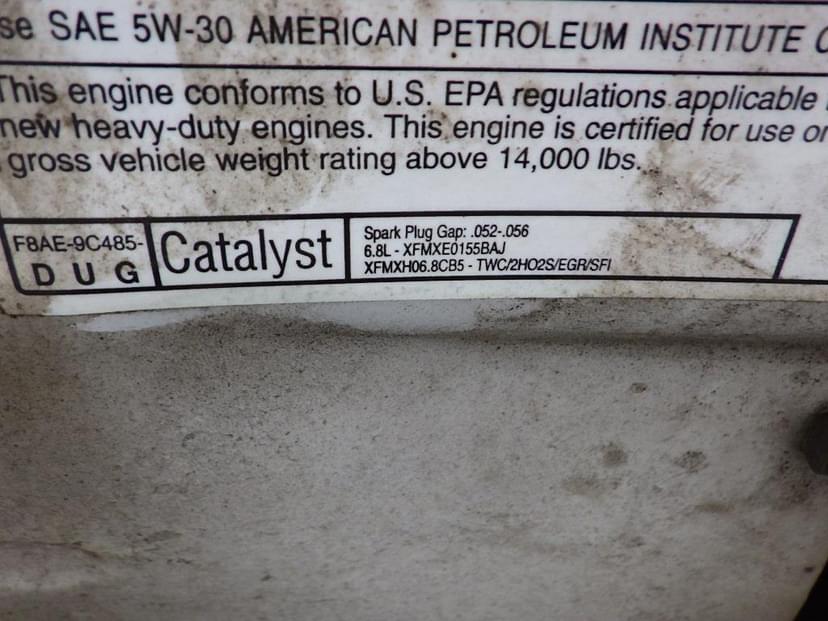 se SAE 5W-30 AMERICAN PETROLEUM INSTITUTE
This engine conforms to U.S. EPA regulations applicable
new heavy-duty engines. This engine is certified for use on
gross vehicle weight rating above 14,000 lbs.
F8AE-9C485-
D U G
Catalyst
Spark Plug Gap: .052-.056
6.8L - XFMXE0155BAJ
XFMXH06.8CB5 - TWC/2HO2S/EGR/SFI